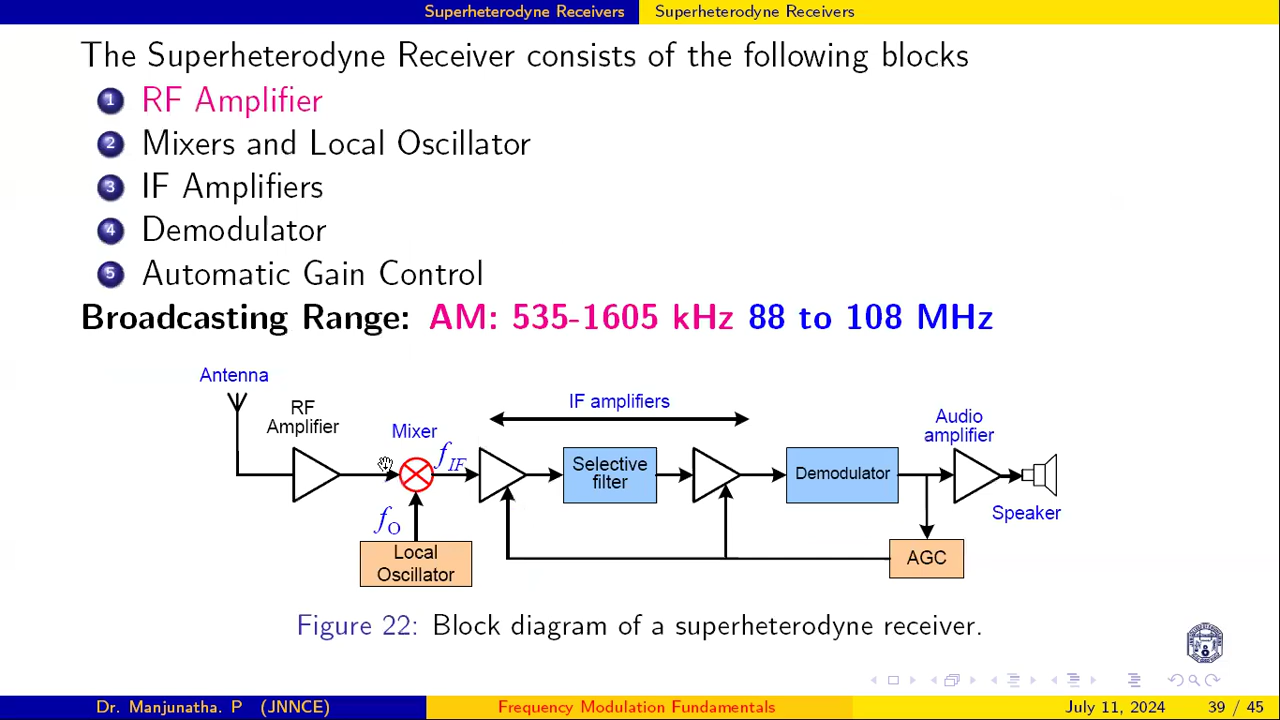 Superheterodyne Receivers Superheterodyne Receivers
The Superheterodyne Receiver consists of the following blocks
1 RF Amplifier
2 Mixers and Local Oscillator
3 IF Amplifiers
4 Demodulator
5 Automatic Gain Control
Broadcasting Range: AM: 535-1605 kHz 88 to 108 MHz
Antenna
RF
Amplifier
Mixer
fIF
IF amplifiers
Selective
filter
Demodulator
Audio
amplifier
Speaker
fO
Local
Oscillator
AGC
Figure 22: Block diagram of a superheterodyne receiver.
Dr. Manjunatha. P (JNNCE) Frequency Modulation Fundamentals July 11, 2024 39 / 45